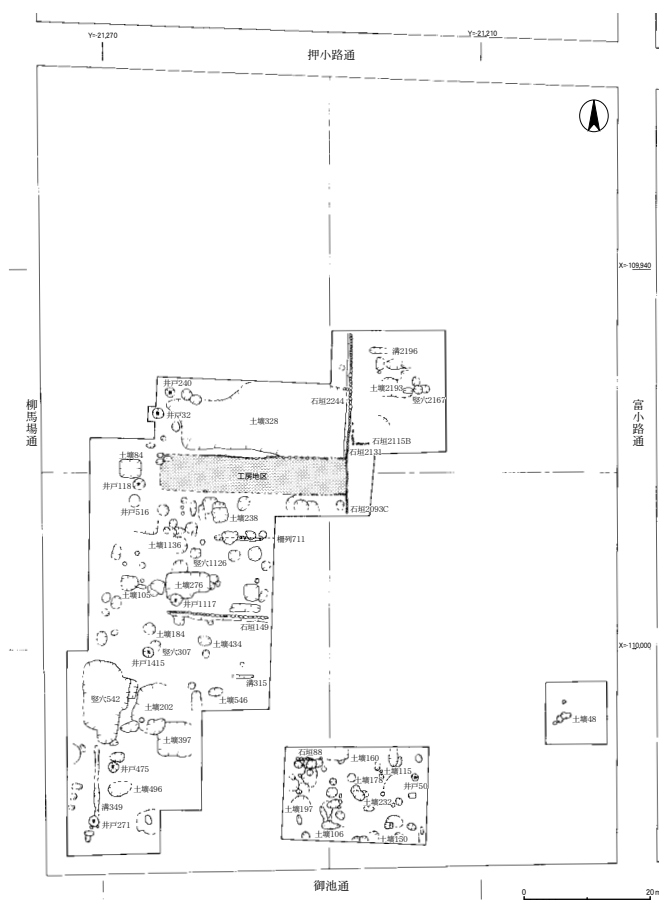 Y=-21,270
Y=-21,210
押小路通
X=-109,940
溝2196
井戸240
土壙2193
竪穴2167
石垣2244
井戸32
土壙328
柳馬場通
富小路通
石垣2115B
石垣2131
土壙84
工房地区
井戸118
石垣2093C
井戸516
土壙238
柵列711
土壙1136
竪穴1126
土壙276
土壙105
井戸1117
石垣149
土壙184
土壙434
X=-110,000
竪穴307
井戸1415
溝315
竪穴542
土壙546
土壙202
土壙48
土壙397
石垣88
土壙160
土壙115
井戸475
土壙178
井戸50
土壙496
土壙197
土壙232
溝349
井戸271
土壙106
土壙150
御池通
0
20m